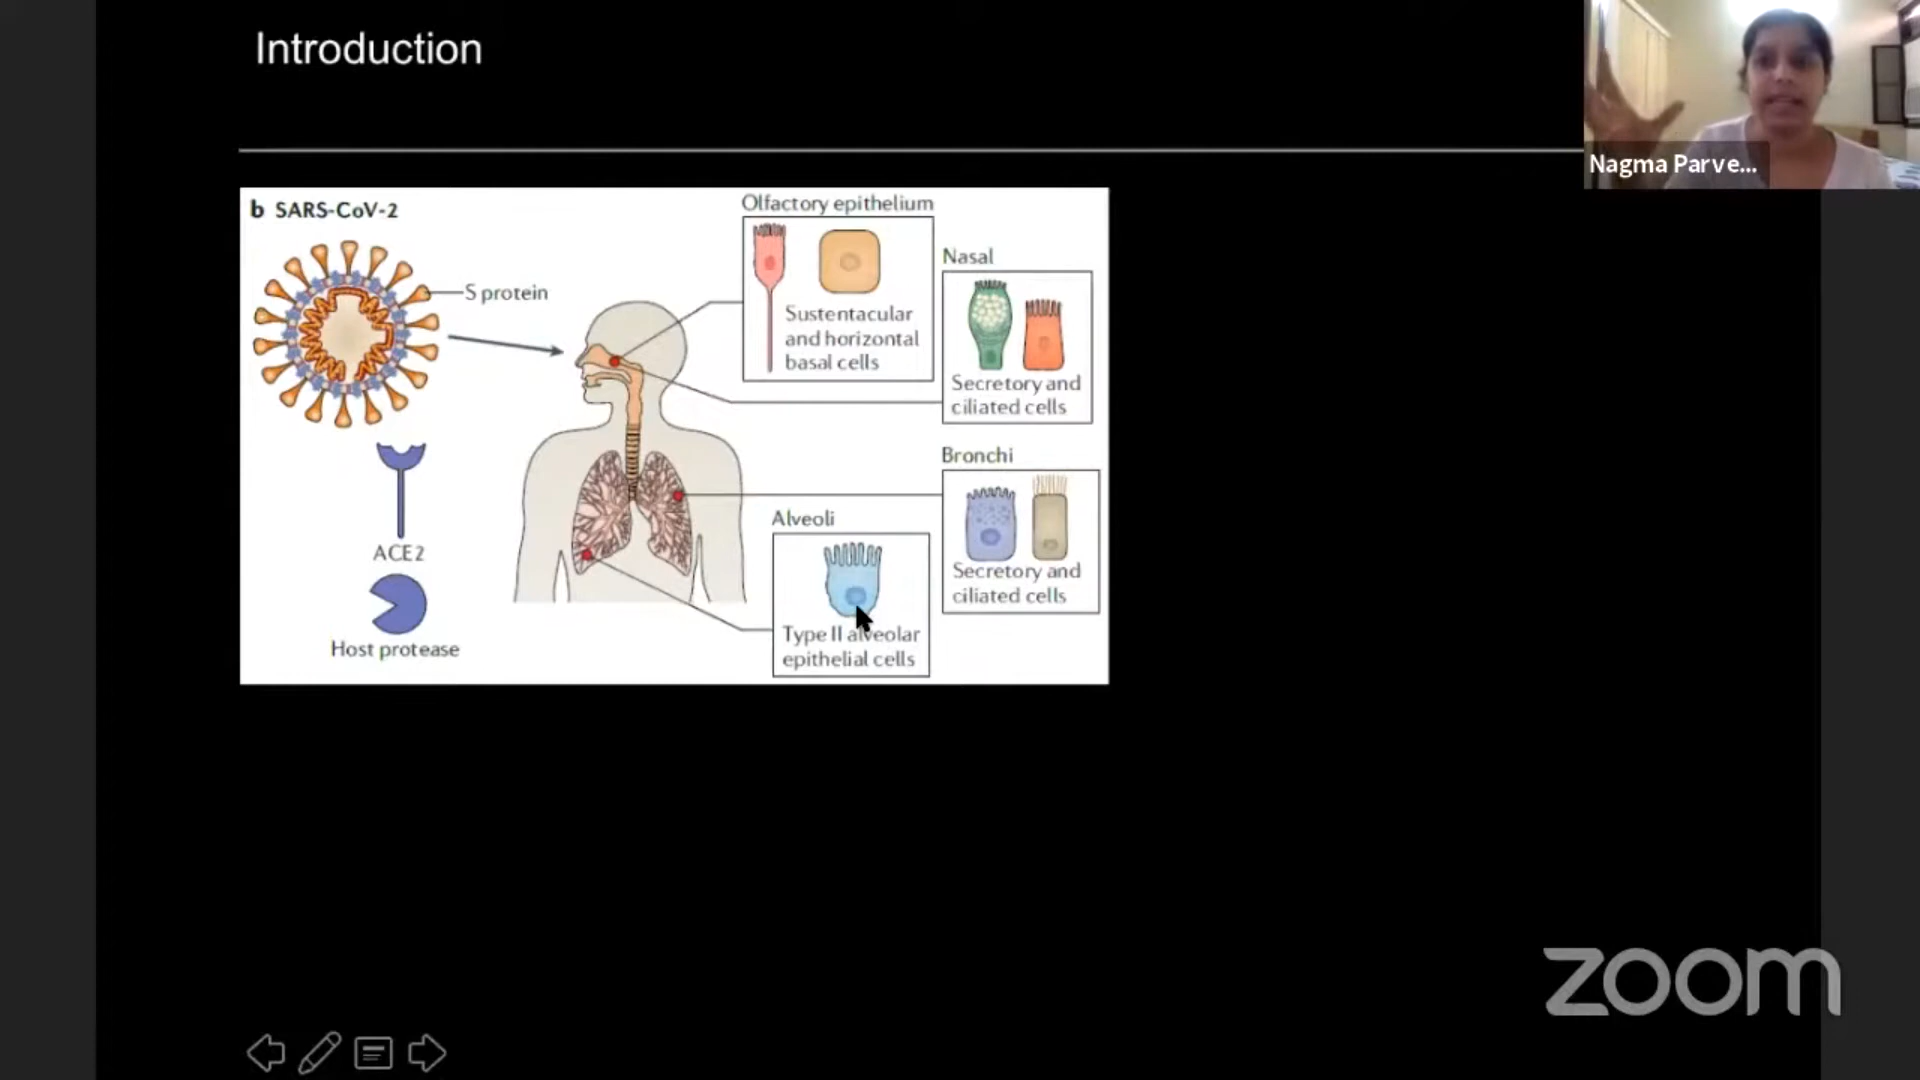 Introduction
Nagma Parve...
b SARS-CoV-2
S protein
ACE2
Host protease
Olfactory epithelium
Sustentacular
and horizontal
basal cells
Nasal
Secretory and
ciliated cells
Bronchi
Secretory and
ciliated cells
Alveoli
Type II alveolar
epithelial cells
zoom